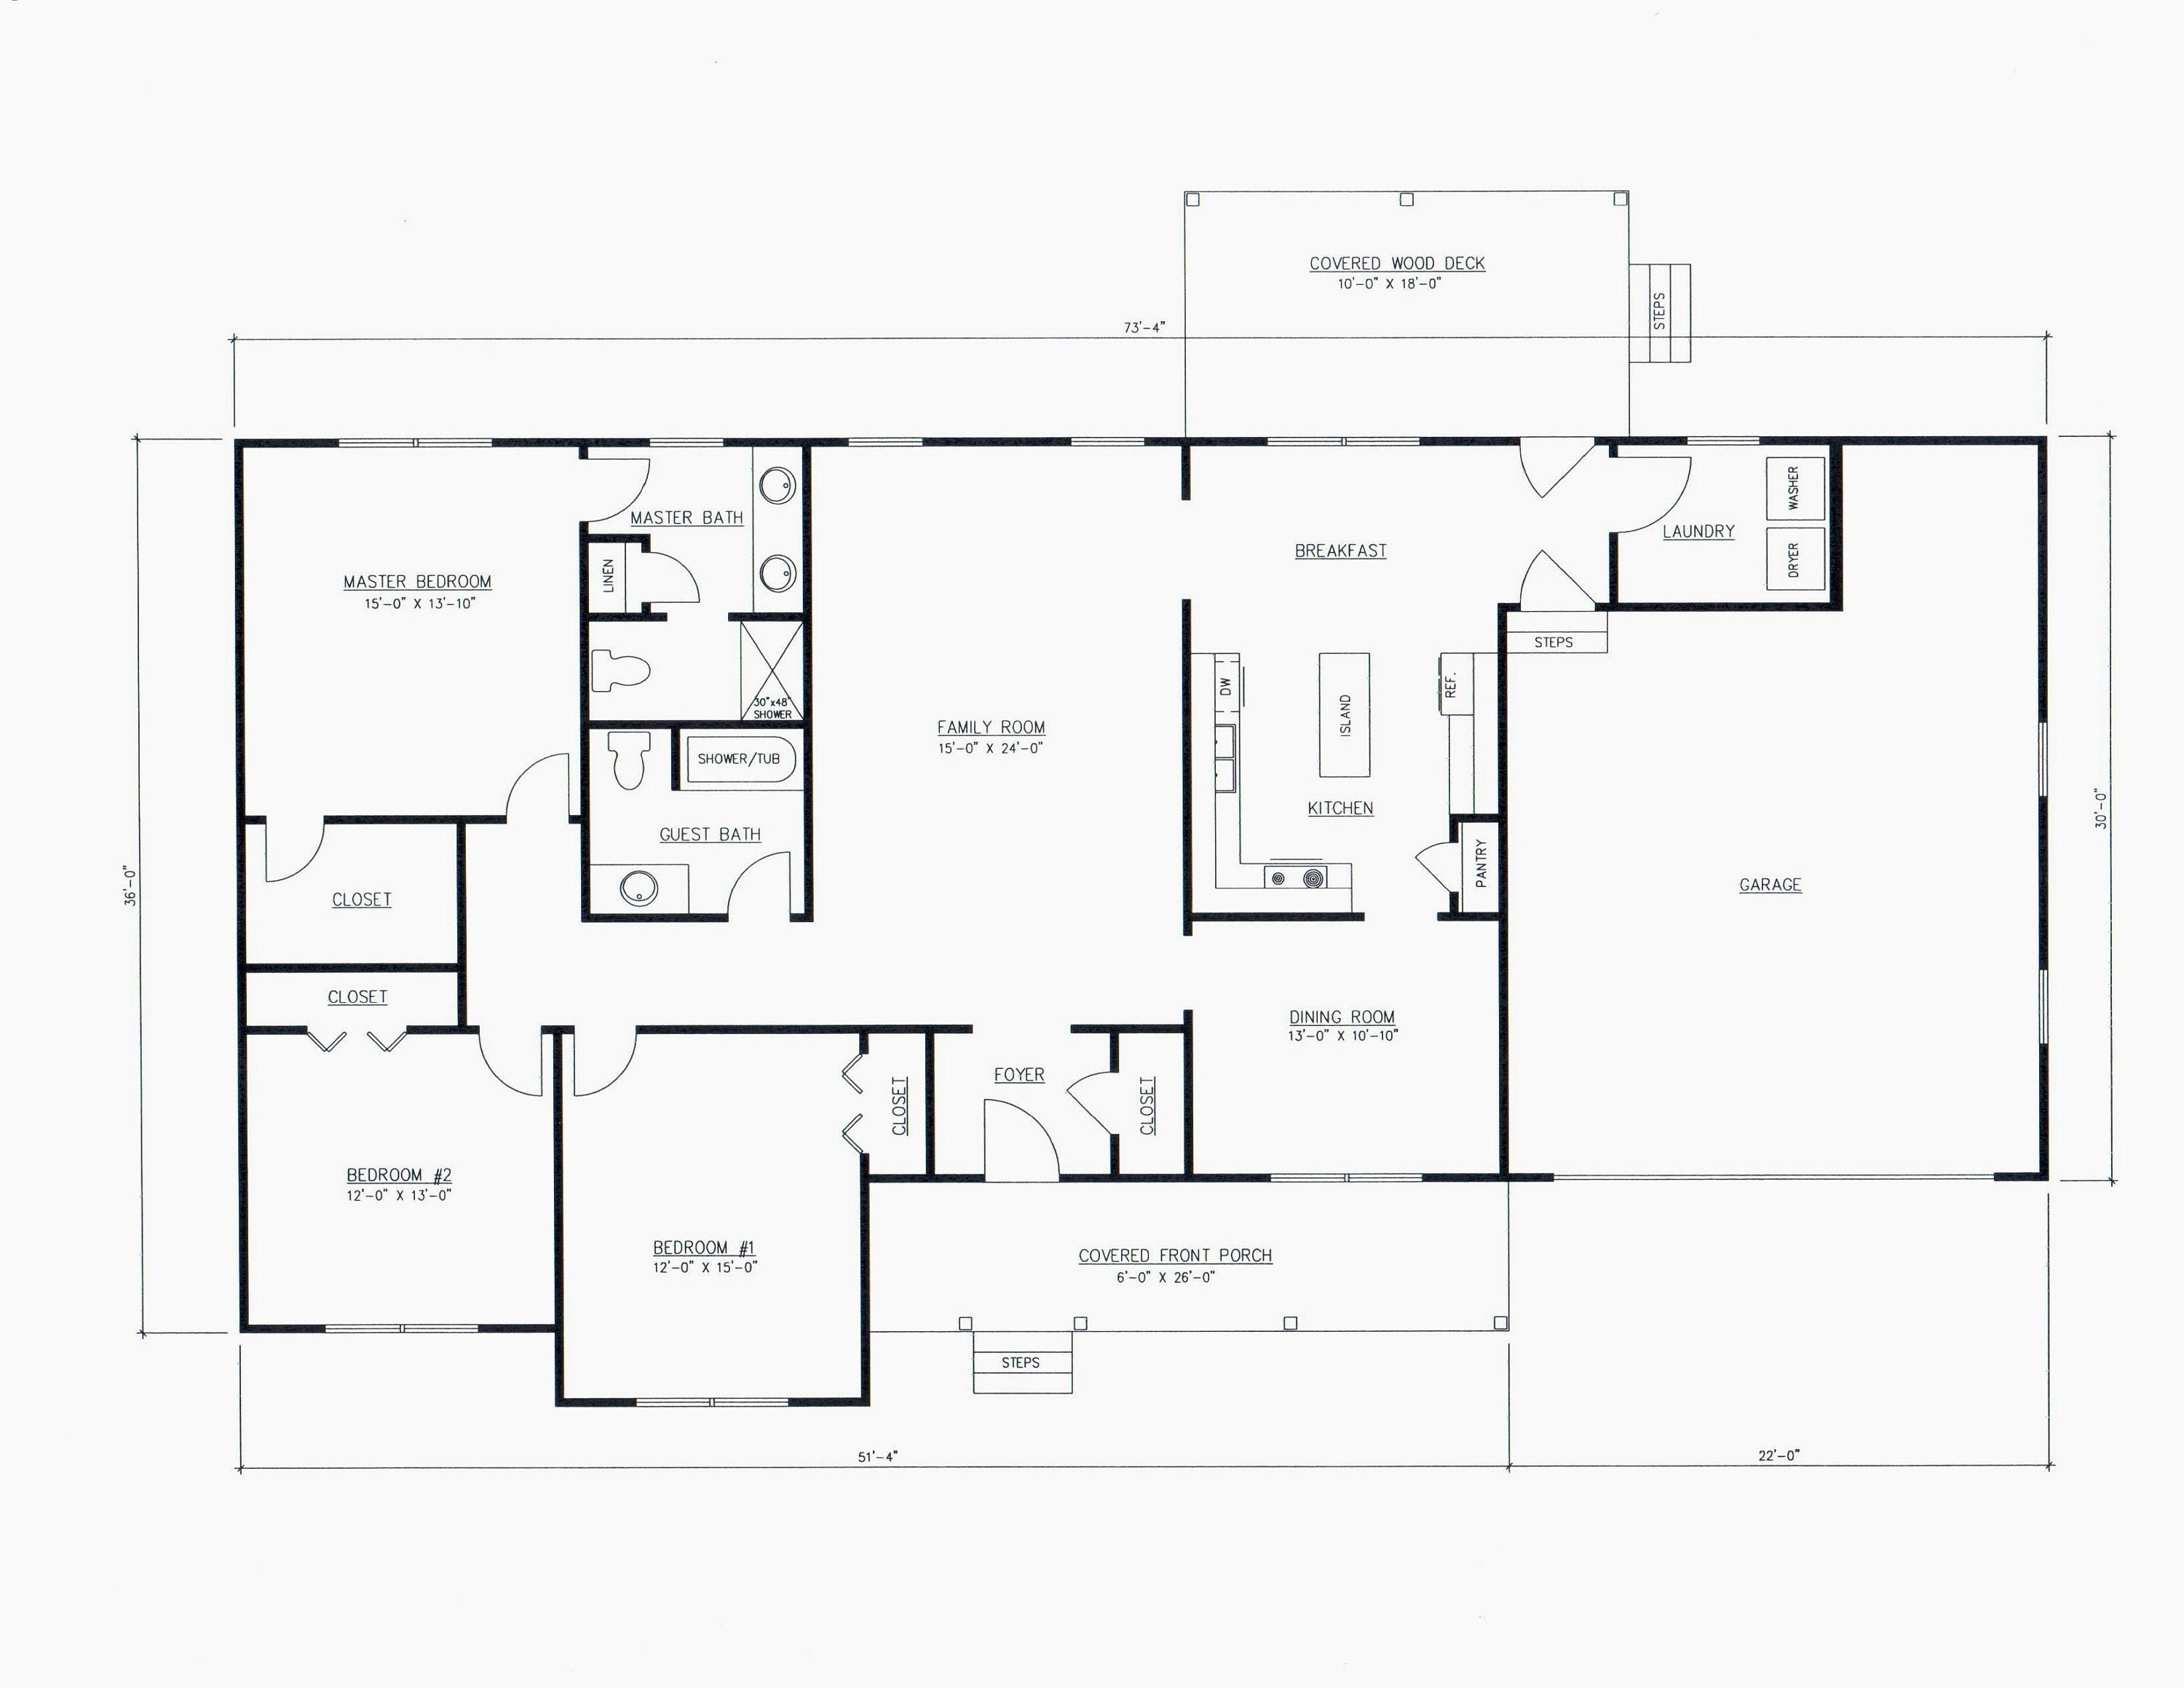 COVERED WOOD DECK
10'-0" X 18'-0"
STEPS
73'-4"
MASTER BATH
WASHER
LAUNDRY
DRYER
BREAKFAST
LINEN
MASTER BEDROOM
15'-0" X 13'-10"
STEPS
DW
ISLAND
REF.
30"x48"
SHOWER
FAMILY ROOM
15'-0" X 24'-0"
SHOWER/TUB
KITCHEN
30'-0"
GUEST BATH
PANTRY
36'-0"
CLOSET
GARAGE
CLOSET
DINING ROOM
13'-0" X 10'-10"
FOYER
CLOSET
CLOSET
BEDROOM #2
12'-0" X 13'-0"
BEDROOM #1
12'-0" X 15'-0"
COVERED FRONT PORCH
6'-0" X 26'-0"
STEPS
51'-4"
22'-0"